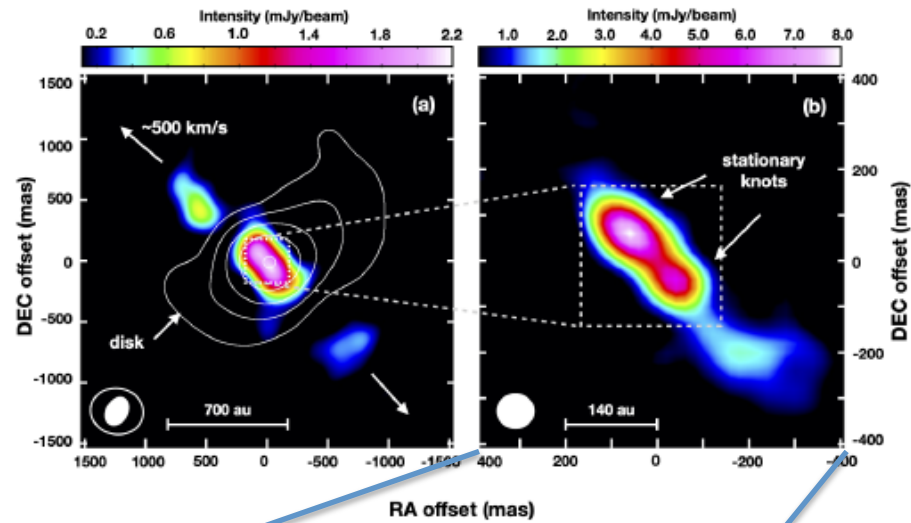 Intensity (mJy/beam) Intensity (mJy/beam)
0.2 0.6 1.0 1.4 1.8 2.2 1.0 2.0 3.0 4.0 5.0 6.0 7.0 8.0
1500 400
(a) (b)
~500 km/s
1000
stationary
knots
200
500
DEC offset (mas) DEC offset (mas)
0 0
disk
-500
-200
-1000
700 au 140 au
-1500 -400
1500 1000 500 0 -500 -1000 -1500 400 200 0 -200 -400
RA offset (mas)